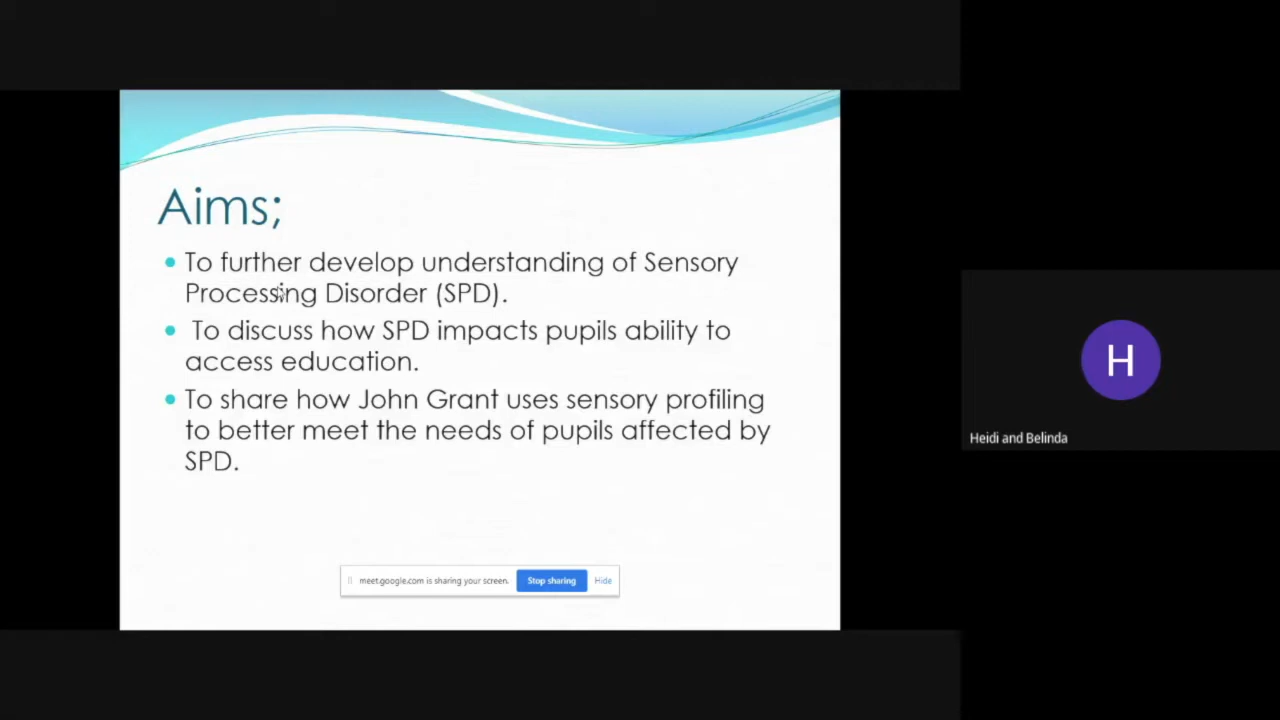 Aims;
To further develop understanding of Sensory
Processing Disorder (SPD).
To discuss how SPD impacts pupils ability to
access education.
To share how John Grant uses sensory profiling
to better meet the needs of pupils affected by
SPD.
meet.google.com is sharing your screen. Stop sharing Hide
H
Heidi and Belinda